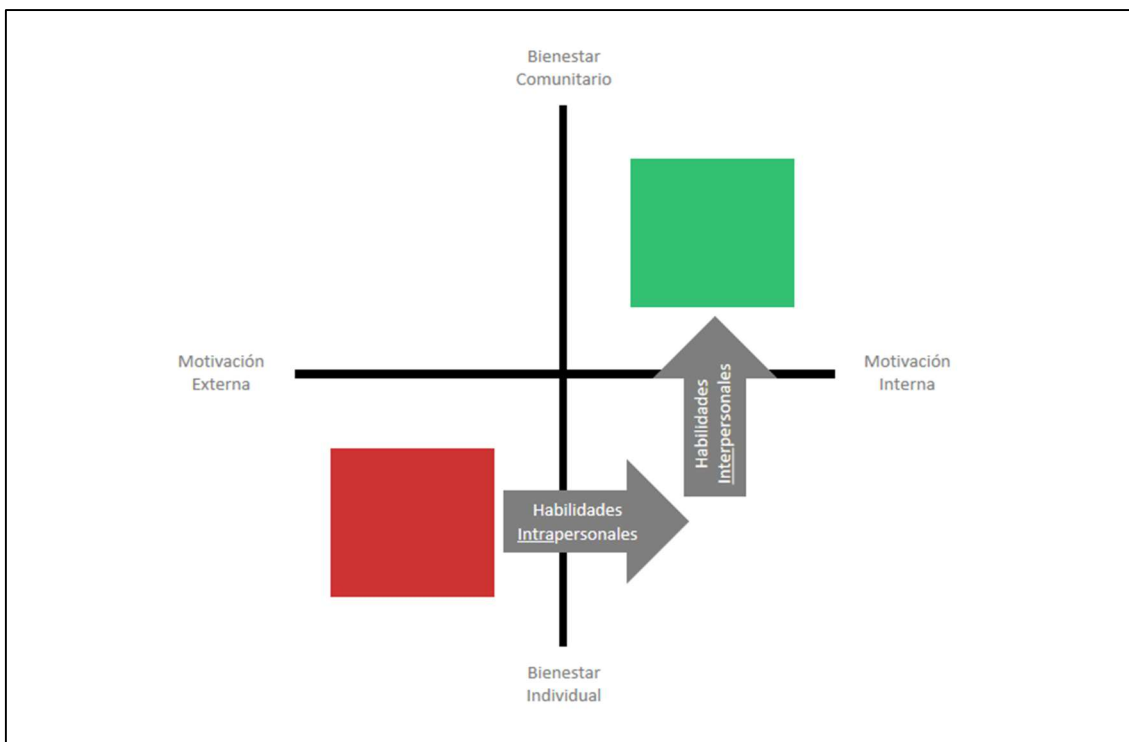 Bienestar
Comunitario
Motivación
Externa
Motivación
Interna
Habilidades
Interpersonales
Habilidades
Intrapersonales
Bienestar
Individual